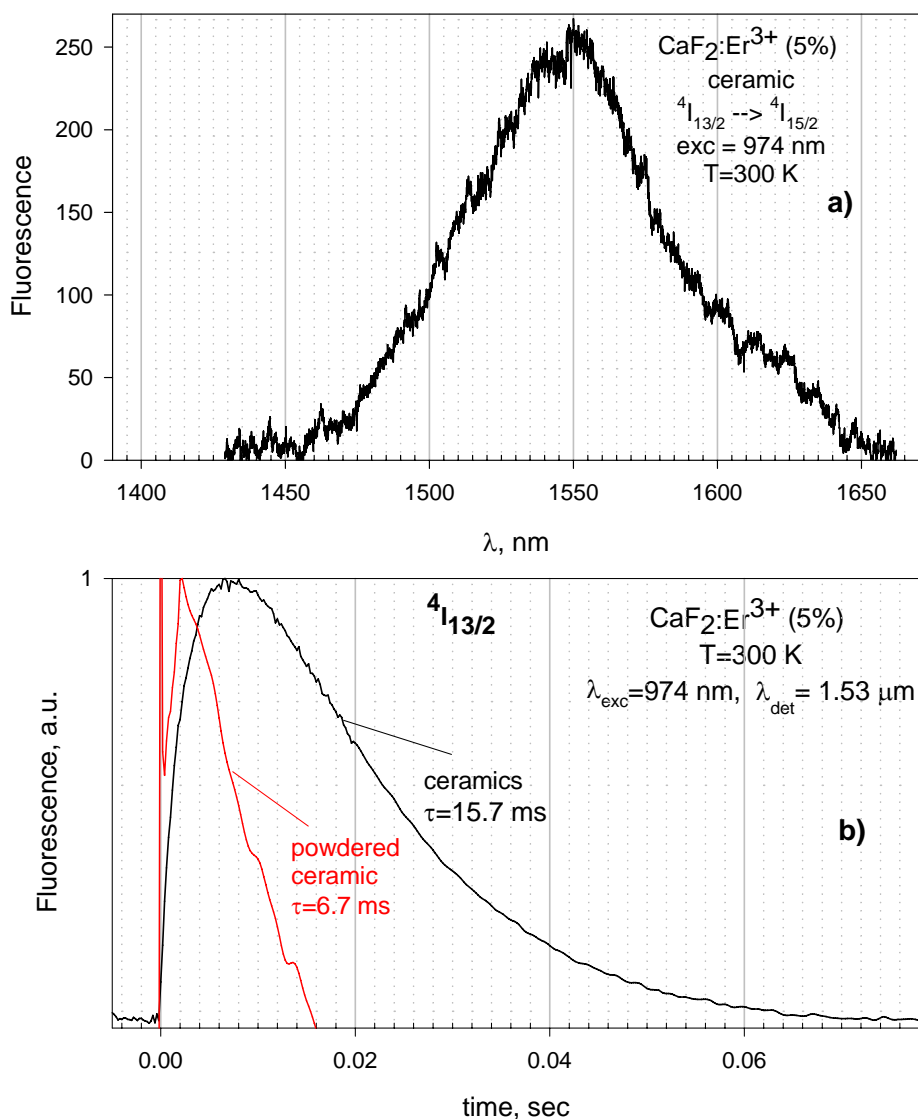 250
200
150
100
50
0
Fluorescence
CaF₂:Er³⁺ (5%)
ceramic
⁴I₁₃/₂ --> ⁴I₁₅/₂
exc = 974 nm
T=300 K
a)
1400 1450 1500 1550 1600 1650
λ, nm
1
Fluorescence, a.u.
⁴I₁₃/₂
CaF₂:Er³⁺ (5%)
T=300 K
λexc=974 nm, λdet = 1.53 μm
ceramics
τ=15.7 ms
powdered
ceramic
τ=6.7 ms
b)
0.00 0.02 0.04 0.06
time, sec